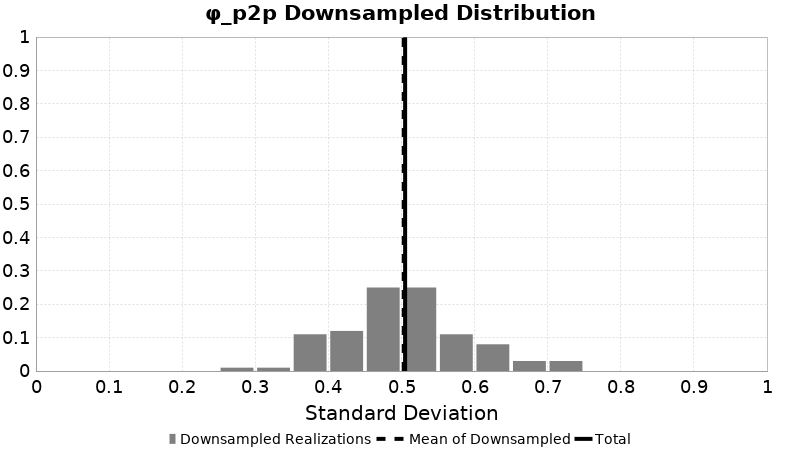 φ_p2p Downsampled Distribution
1
0.9
0.8
0.7
0.6
0.5
0.4
0.3
0.2
0.1
0
0 0.1 0.2 0.3 0.4 0.5 0.6 0.7 0.8 0.9 1
Standard Deviation
Downsampled Realizations Mean of Downsampled Total